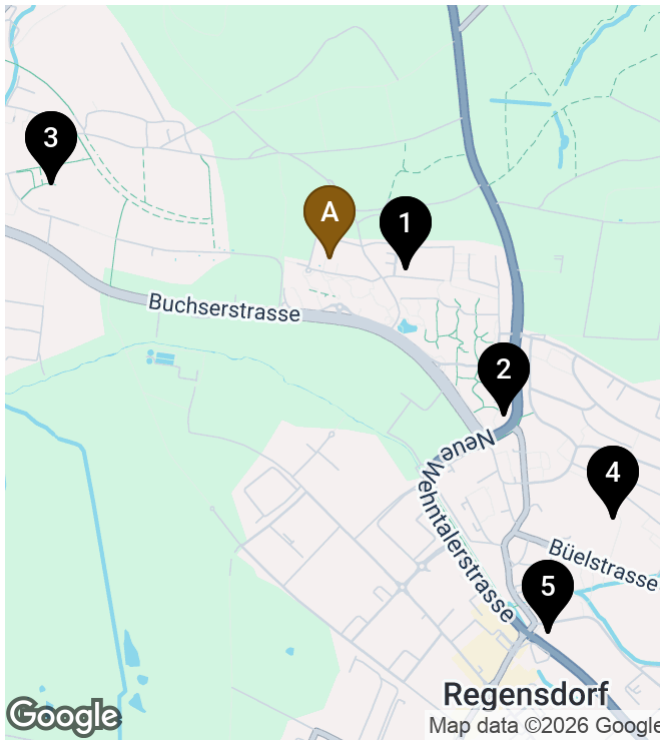 3
A
1
Buchserstrasse
2
Neue Wehntalerstrasse
4
Büelstrasse
5
Regensdorf
Google
Map data ©2026 Google